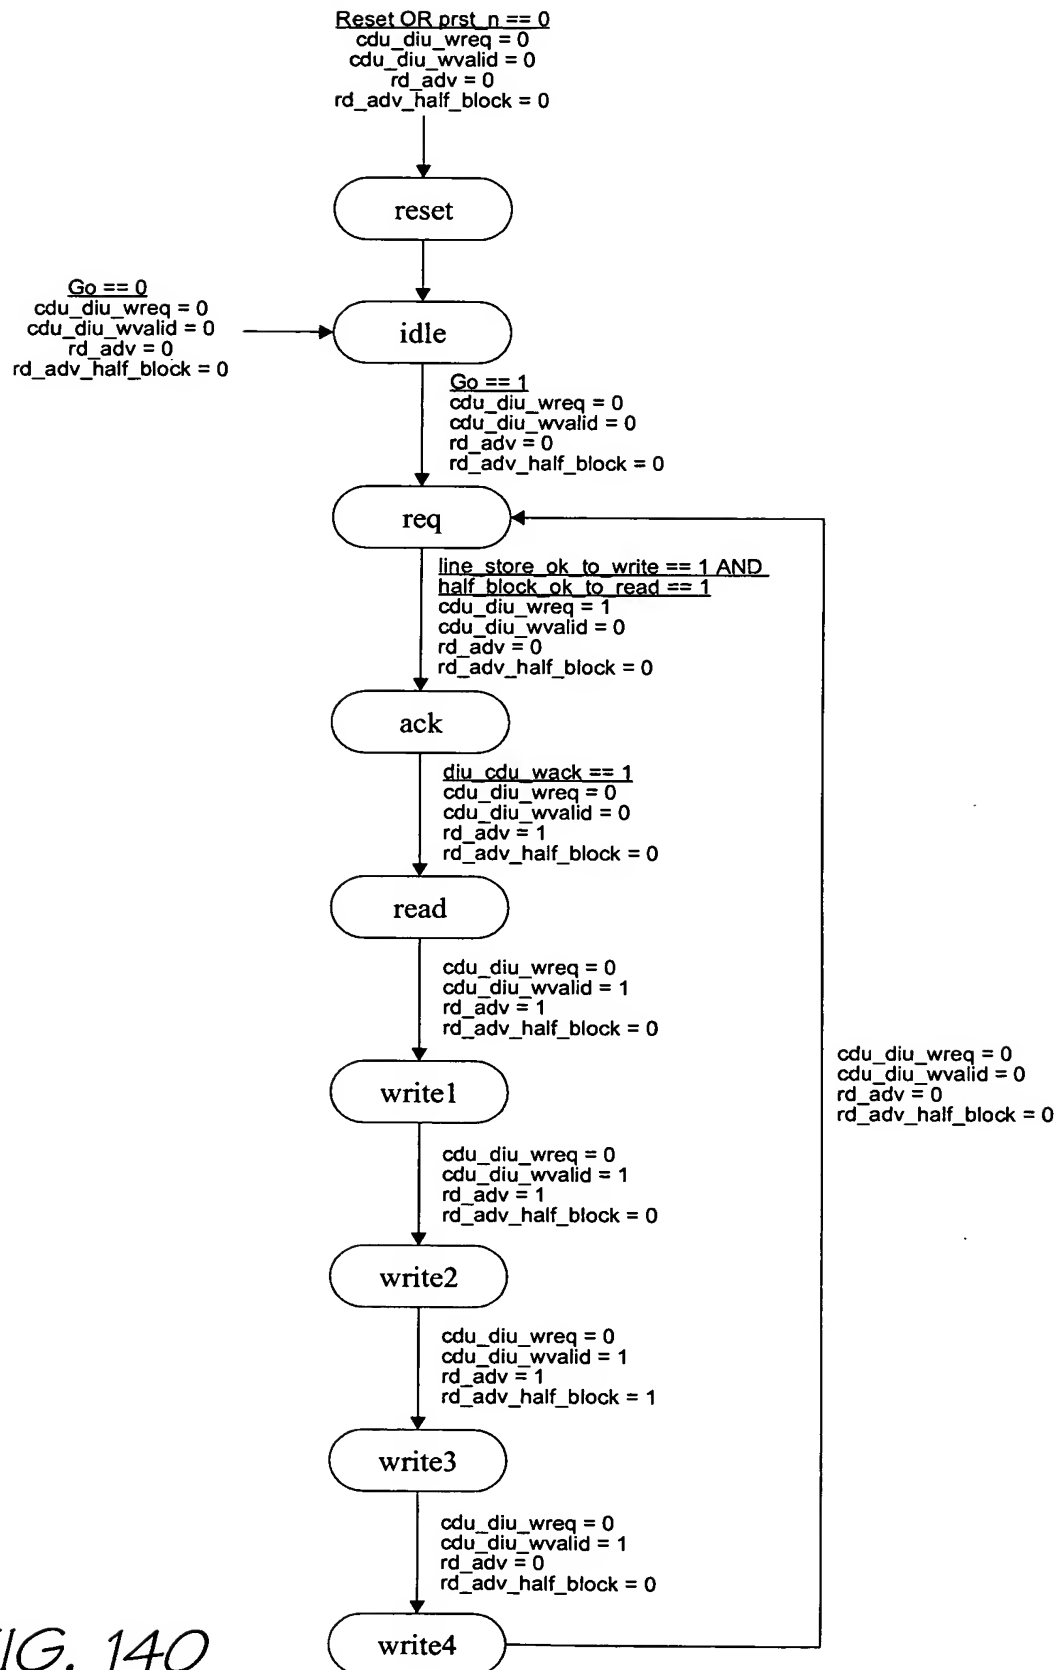 Reset OR prst_n == 0
cdu_diu_wreq = 0
cdu_diu_wvalid = 0
rd_adv = 0
rd_adv_half_block = 0
reset
Go == 0
cdu_diu_wreq = 0
cdu_diu_wvalid = 0
rd_adv = 0
rd_adv_half_block = 0
idle
Go == 1
cdu_diu_wreq = 0
cdu_diu_wvalid = 0
rd_adv = 0
rd_adv_half_block = 0
req
line_store_ok_to_write == 1 AND
half_block_ok_to_read == 1
cdu_diu_wreq = 1
cdu_diu_wvalid = 0
rd_adv = 0
rd_adv_half_block = 0
ack
diu_cdu_wack == 1
cdu_diu_wreq = 0
cdu_diu_wvalid = 0
rd_adv = 1
rd_adv_half_block = 0
read
cdu_diu_wreq = 0
cdu_diu_wvalid = 1
rd_adv = 1
rd_adv_half_block = 0
cdu_diu_wreq = 0
cdu_diu_wvalid = 0
rd_adv = 0
rd_adv_half_block = 0
write1
cdu_diu_wreq = 0
cdu_diu_wvalid = 1
rd_adv = 1
rd_adv_half_block = 0
write2
cdu_diu_wreq = 0
cdu_diu_wvalid = 1
rd_adv = 1
rd_adv_half_block = 1
write3
cdu_diu_wreq = 0
cdu_diu_wvalid = 1
rd_adv = 0
rd_adv_half_block = 0
write4
IG. 140